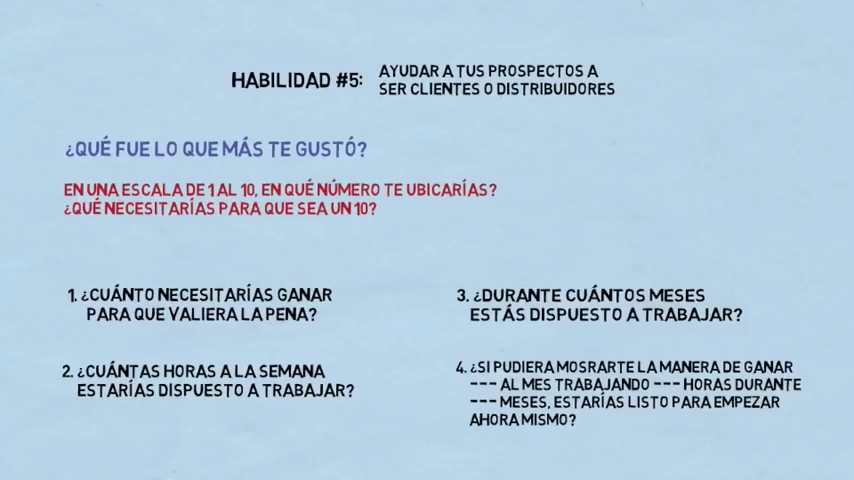 HABILIDAD #5:
AYUDAR A TUS PROSPECTOS A
SER CLIENTES O DISTRIBUIDORES
¿QUÉ FUE LO QUE MÁS TE GUSTÓ?
EN UNA ESCALA DE 1 AL 10, EN QUÉ NÚMERO TE UBICARÍAS?
¿QUÉ NECESITARÍAS PARA QUE SEA UN 10?
1. ¿CUÁNTO NECESITARÍAS GANAR
PARA QUE VALIERA LA PENA?
2. ¿CUÁNTAS HORAS A LA SEMANA
ESTARÍAS DISPUESTO A TRABAJAR?
3. ¿DURANTE CUÁNTOS MESES
ESTÁS DISPUESTO A TRABAJAR?
4. ¿SI PUDIERA MOSRARTE LA MANERA DE GANAR
--- AL MES TRABAJANDO --- HORAS DURANTE
--- MESES, ESTARÍAS LISTO PARA EMPEZAR
AHORA MISMO?